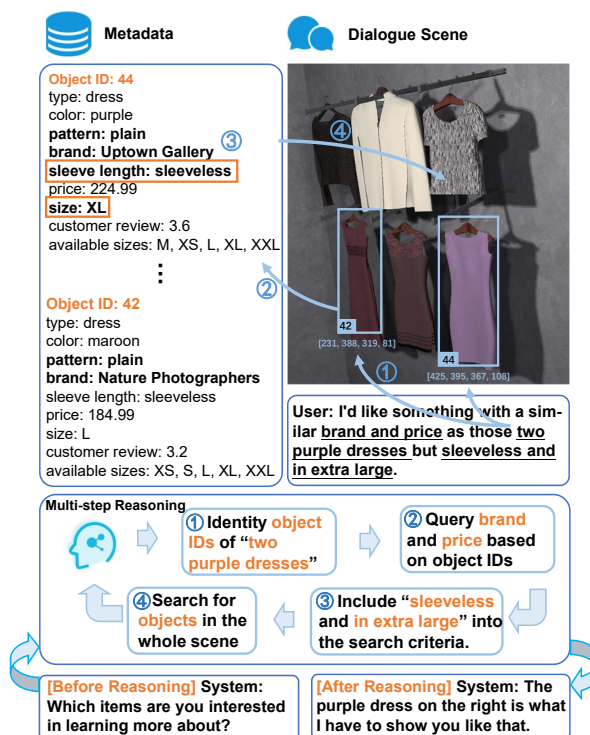 Metadata
Dialogue Scene
Object ID: 44
type: dress
color: purple
pattern: plain
brand: Uptown Gallery
sleeve length: sleeveless
price: 224.99
size: XL
customer review: 3.6
available sizes: M, XS, L, XL, XXL
⋮
Object ID: 42
type: dress
color: maroon
pattern: plain
brand: Nature Photographers
sleeve length: sleeveless
price: 184.99
size: L
customer review: 3.2
available sizes: XS, S, L, XL, XXL
③
②
④
42
[231, 388, 319, 81]
44
[425, 395, 367, 108]
①
User: I'd like something with a sim-
ilar brand and price as those two
purple dresses but sleeveless and
in extra large.
Multi-step Reasoning
① Identity object
IDs of “two
purple dresses”
② Query brand
and price based
on object IDs
③ Include “sleeveless
and in extra large” into
the search criteria.
④ Search for
objects in the
whole scene
[Before Reasoning] System:
Which items are you interested
in learning more about?
[After Reasoning] System: The
purple dress on the right is what
I have to show you like that.